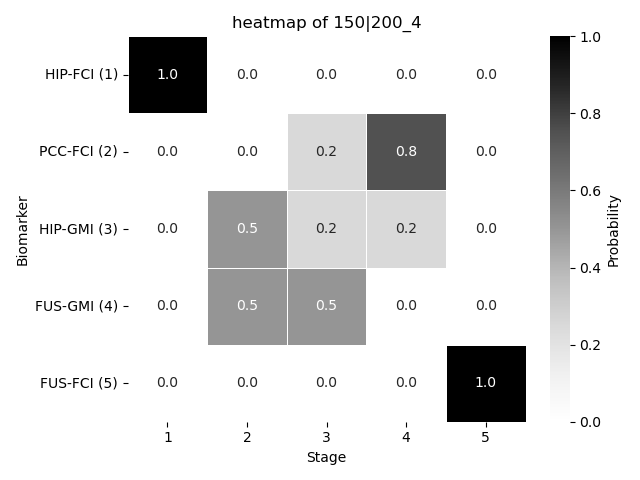 heatmap of 150|200_4
HIP-FCI (1) 1.0 0.0 0.0 0.0 0.0
PCC-FCI (2) 0.0 0.0 0.2 0.8 0.0
HIP-GMI (3) 0.0 0.5 0.2 0.2 0.0
FUS-GMI (4) 0.0 0.5 0.5 0.0 0.0
FUS-FCI (5) 0.0 0.0 0.0 0.0 1.0
1 2 3 4 5
Stage
Biomarker
1.0
0.8
0.6
0.4
0.2
0.0
Probability